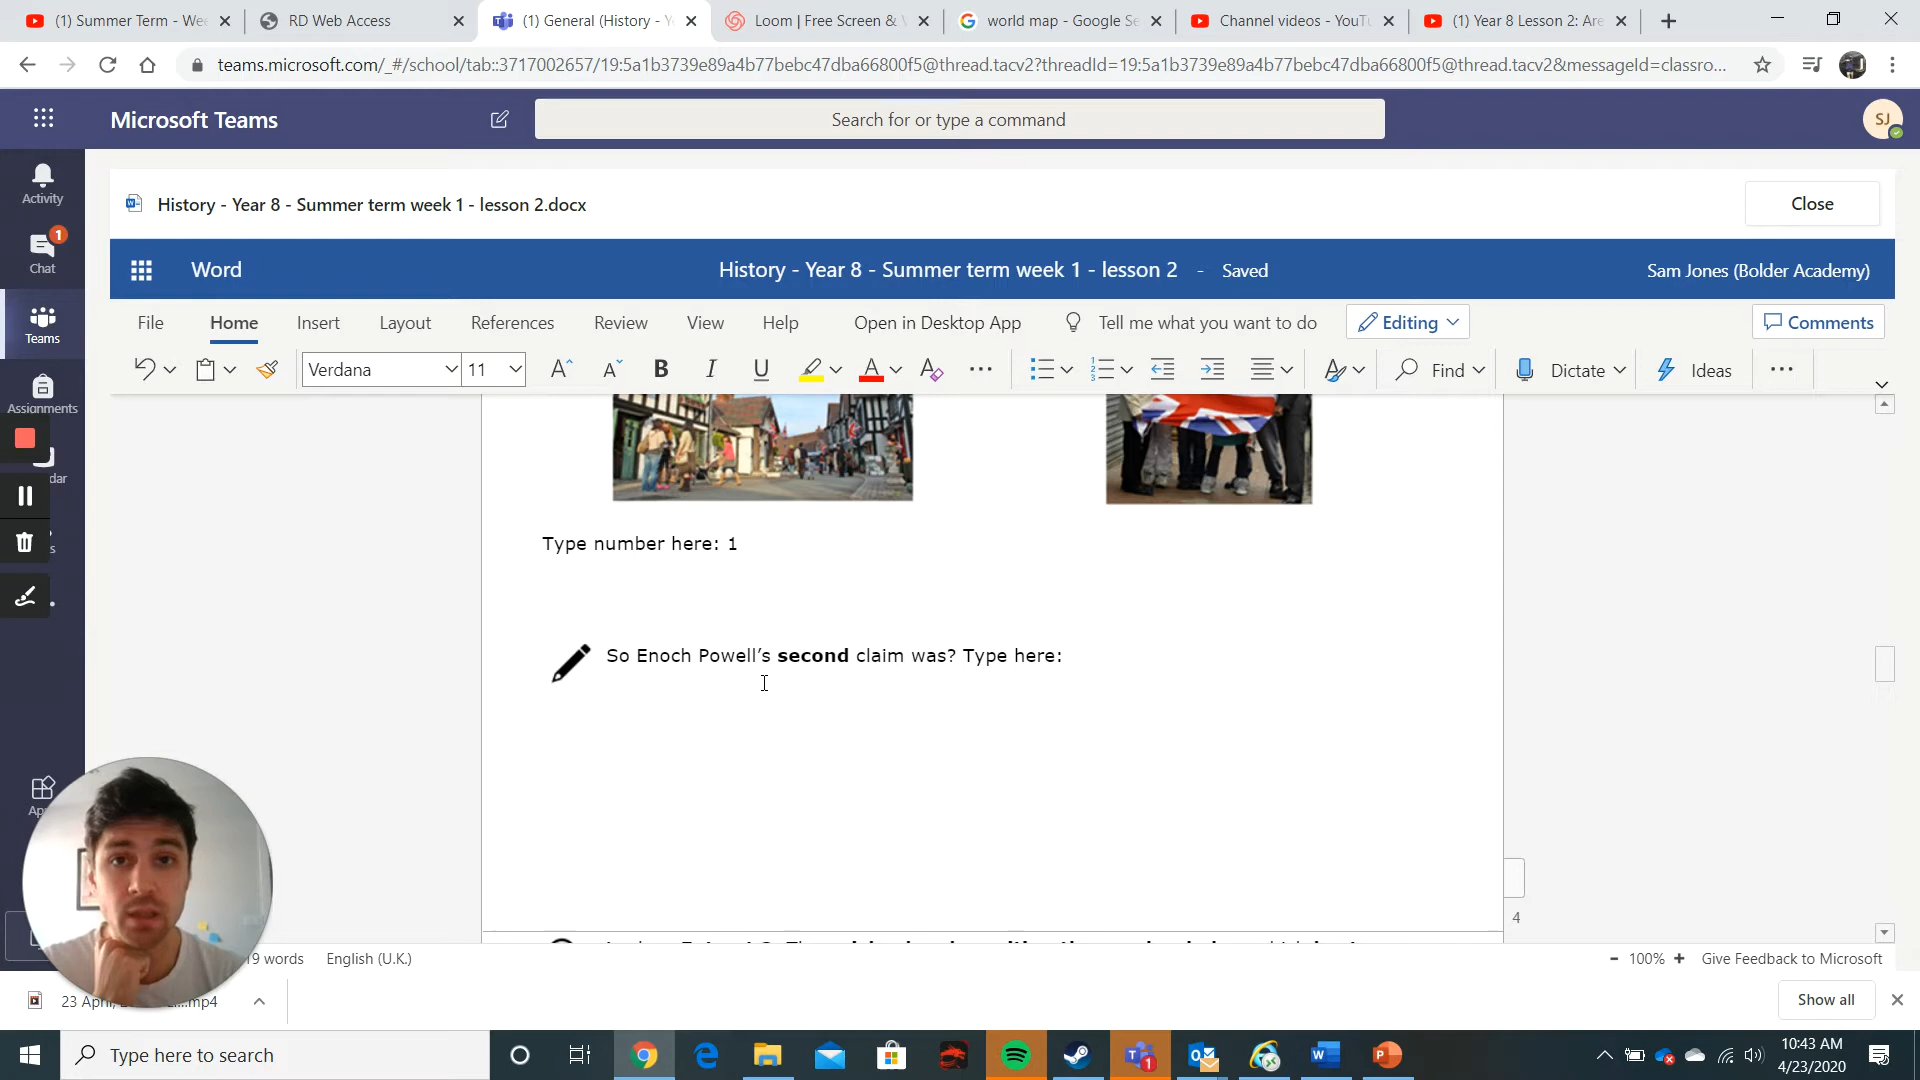 (1) Summer Term - We
RD Web Access
(1) General (History - Y
Loom | Free Screen &
world map - Google Se
Channel videos - YouTu
(1) Year 8 Lesson 2: Are
teams.microsoft.com/_#/school/tab::3717002657/19:5a1b3739e89a4b77bebc47dba66800f5@thread.tacv2?threadId=19:5a1b3739e89a4b77bebc47dba66800f5@thread.tacv2&messageId=classro...
Microsoft Teams
Search for or type a command
SJ
Activity
1
Chat
Teams
Assignments
dar
History - Year 8 - Summer term week 1 - lesson 2.docx
Close
Word
History - Year 8 - Summer term week 1 - lesson 2 - Saved
Sam Jones (Bolder Academy)
File Home Insert Layout References Review View Help Open in Desktop App Tell me what you want to do Editing Comments
Verdana 11 Find Dictate Ideas
Type number here: 1
So Enoch Powell's second claim was? Type here:
4
19 words English (U.K.)
100% Give Feedback to Microsoft
23 April, mp4
Show all
Type here to search
10:43 AM
4/23/2020